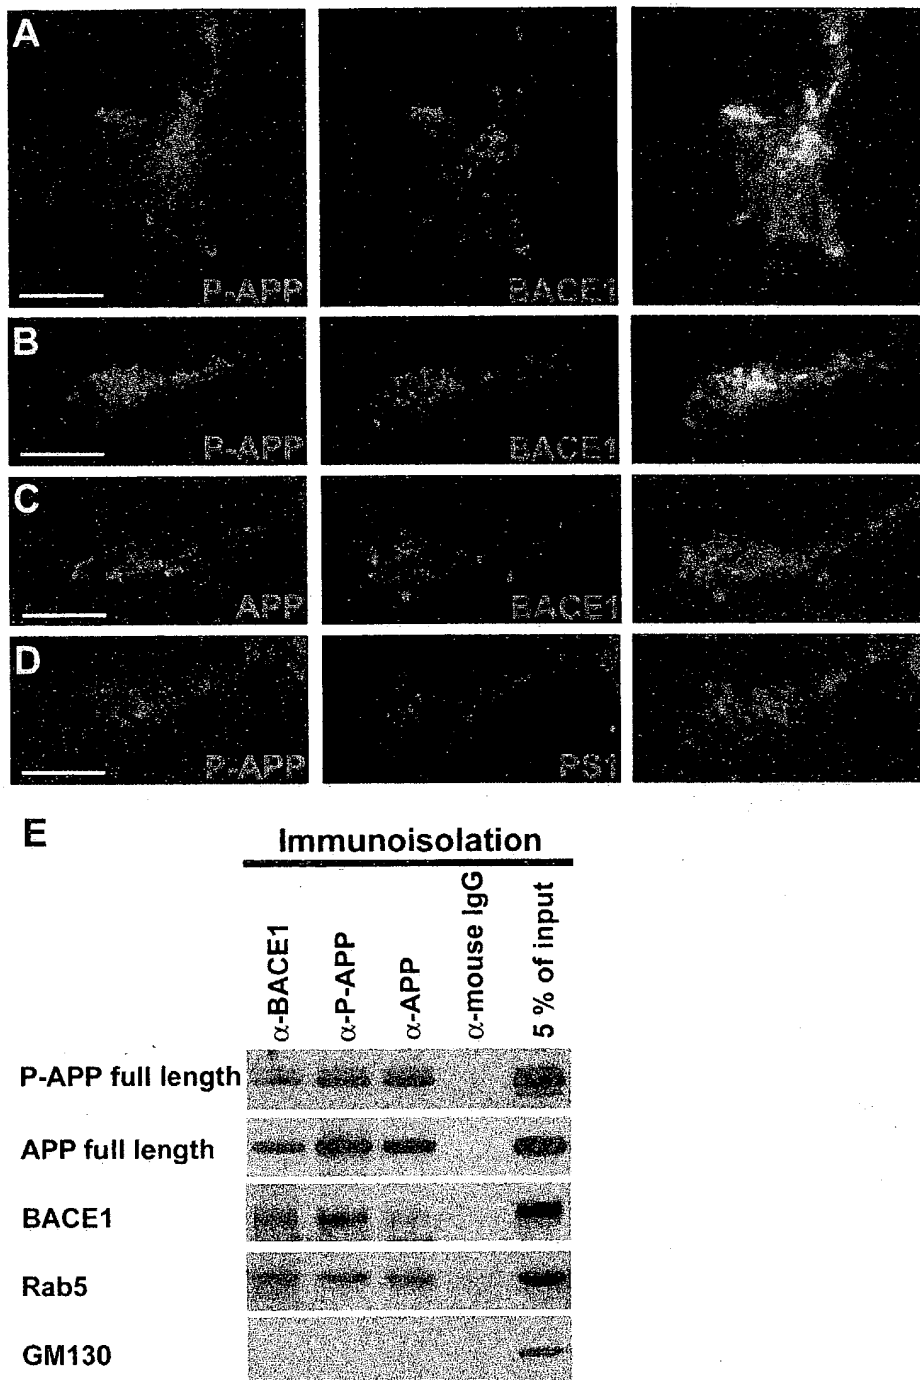 A
P-APP
BACE1
B
P-APP
BACE1
C
APP
BACE1
D
P-APP
PS1
E
Immunoisolation
α-BACE1
α-P-APP
α-APP
α-mouse IgG
5 % of input
P-APP full length
APP full length
BACE1
Rab5
GM130